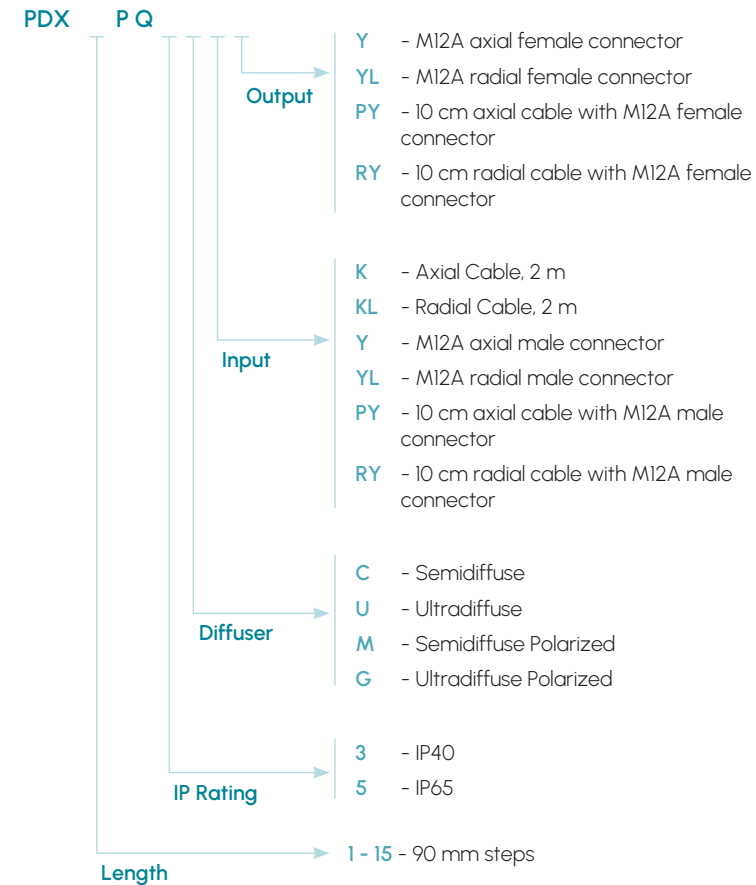 PDX _ P Q _ _ _ _
Y - M12A axial female connector
YL - M12A radial female connector
Output
PY - 10 cm axial cable with M12A female
connector
RY - 10 cm radial cable with M12A female
connector
K - Axial Cable, 2 m
KL - Radial Cable, 2 m
Y - M12A axial male connector
Input
YL - M12A radial male connector
PY - 10 cm axial cable with M12A male
connector
RY - 10 cm radial cable with M12A male
connector
C - Semidiffuse
U - Ultradiffuse
Diffuser
M - Semidiffuse Polarized
G - Ultradiffuse Polarized
3 - IP40
IP Rating
5 - IP65
1 - 15 - 90 mm steps
Length